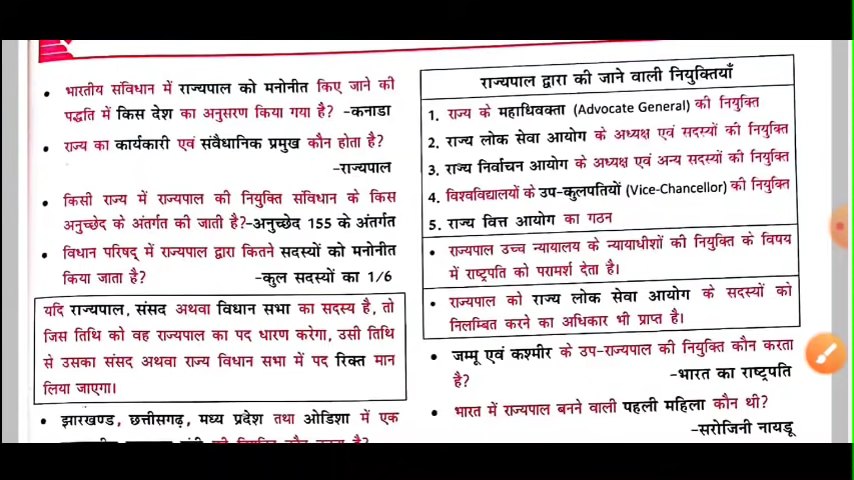 • भारतीय संविधान में राज्यपाल को मनोनीत किए जाने की
पद्धति में किस देश का अनुसरण किया गया है? –कनाडा
• राज्य का कार्यकारी एवं संवैधानिक प्रमुख कौन होता है?
–राज्यपाल
• किसी राज्य में राज्यपाल की नियुक्ति संविधान के किस
अनुच्छेद के अंतर्गत की जाती है?–अनुच्छेद 155 के अंतर्गत
• विधान परिषद् में राज्यपाल द्वारा कितने सदस्यों को मनोनीत
किया जाता है? –कुल सदस्यों का 1/6
यदि राज्यपाल, संसद अथवा विधान सभा का सदस्य है, तो
जिस तिथि को वह राज्यपाल का पद धारण करेगा, उसी तिथि
से उसका संसद अथवा राज्य विधान सभा में पद रिक्त मान
लिया जाएगा।
• झारखण्ड, छत्तीसगढ़, मध्य प्रदेश तथा ओडिशा में एक
राज्यपाल द्वारा की जाने वाली नियुक्तियाँ
1. राज्य के महाधिवक्ता (Advocate General) की नियुक्ति
2. राज्य लोक सेवा आयोग के अध्यक्ष एवं सदस्यों की नियुक्ति
3. राज्य निर्वाचन आयोग के अध्यक्ष एवं अन्य सदस्यों की नियुक्ति
4. विश्वविद्यालयों के उप-कुलपतियों (Vice-Chancellor) की नियुक्ति
5. राज्य वित्त आयोग का गठन
• राज्यपाल उच्च न्यायालय के न्यायाधीशों की नियुक्ति के विषय
में राष्ट्रपति को परामर्श देता है।
• राज्यपाल को राज्य लोक सेवा आयोग के सदस्यों को
निलम्बित करने का अधिकार भी प्राप्त है।
• जम्मू एवं कश्मीर के उप-राज्यपाल की नियुक्ति कौन करता
है? –भारत का राष्ट्रपति
• भारत में राज्यपाल बनने वाली पहली महिला कौन थी?
–सरोजिनी नायडू